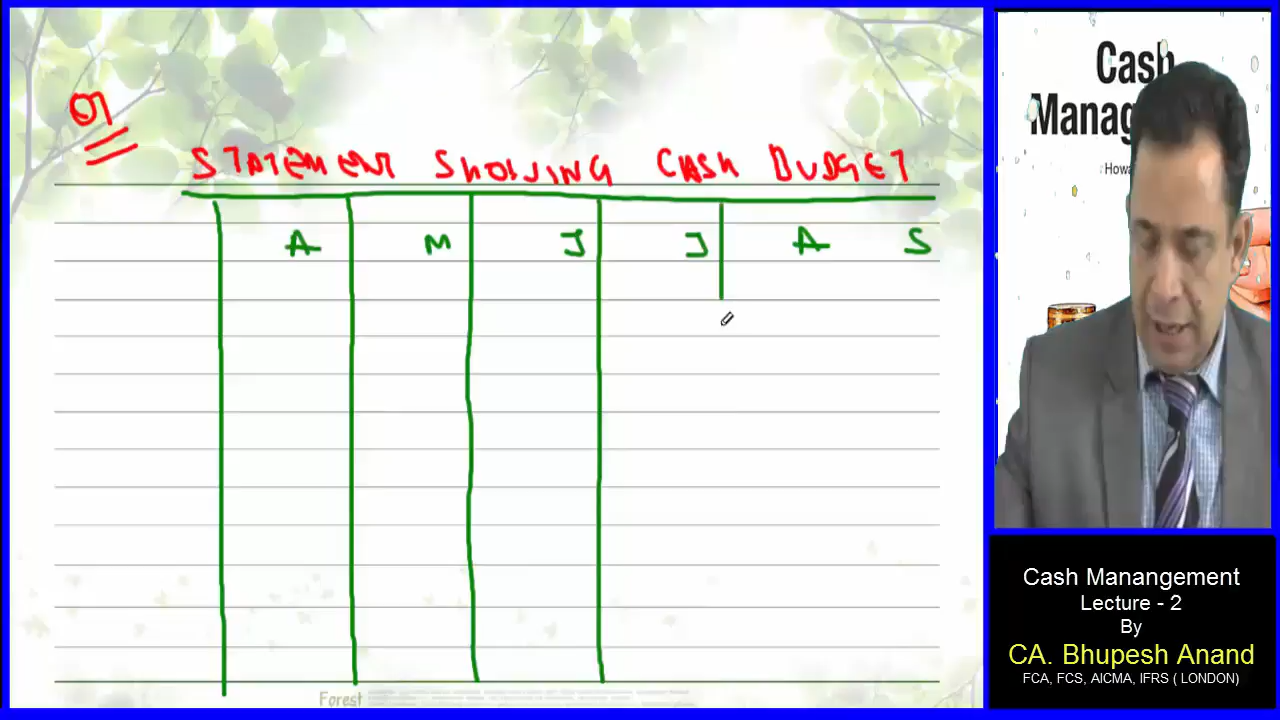 Q1
STATEMENT SHOWING CASH BUDGET
A M J J A S
Forest
Cash
Manag
How
Cash Manangement
Lecture - 2
By
CA. Bhupesh Anand
FCA, FCS, AICMA, IFRS ( LONDON)